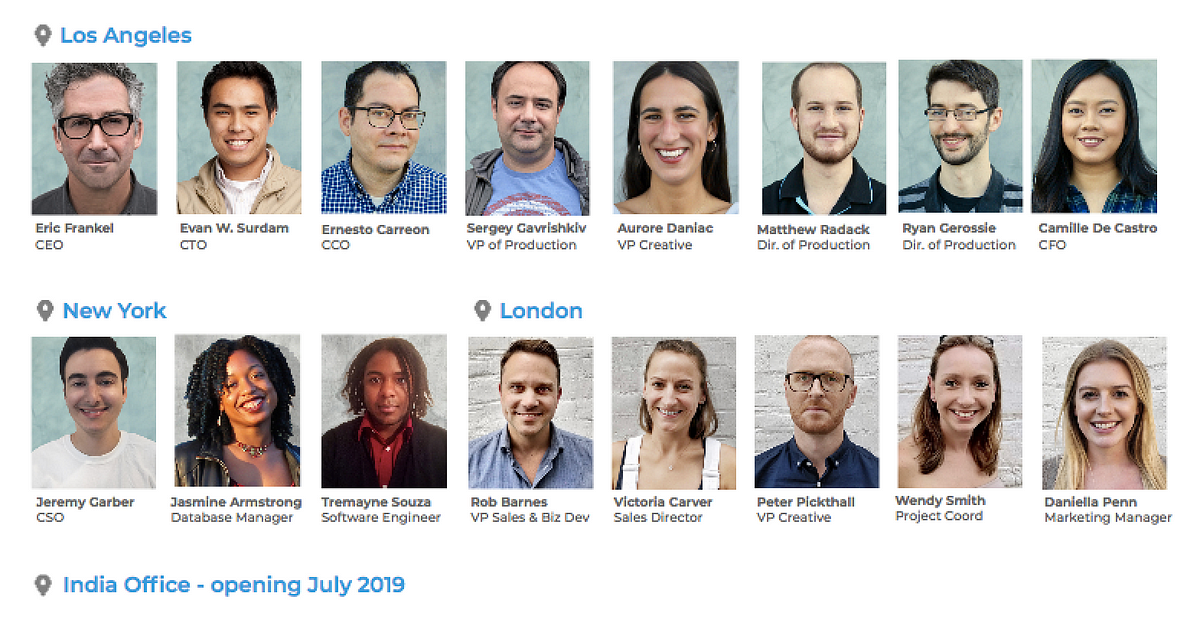 Los Angeles
Eric Frankel
CEO
Evan W. Surdam
CTO
Ernesto Carreon
CCO
Sergey Gavrishkiv
VP of Production
Aurore Daniac
VP Creative
Matthew Radack
Dir. of Production
Ryan Gerossie
Dir. of Production
Camille De Castro
CFO
New York
Jeremy Garber
CSO
Jasmine Armstrong
Database Manager
Tremayne Souza
Software Engineer
London
Rob Barnes
VP Sales & Biz Dev
Victoria Carver
Sales Director
Peter Pickthall
VP Creative
Wendy Smith
Project Coord
Daniella Penn
Marketing Manager
India Office - opening July 2019